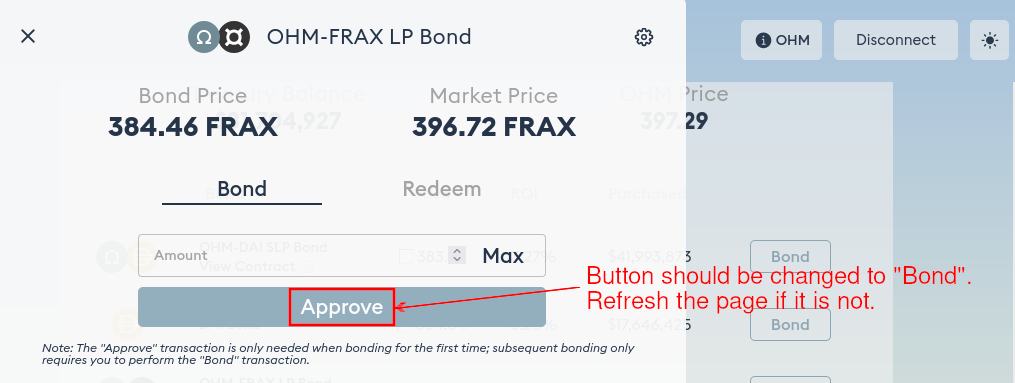 OHM-FRAX LP Bond
OHM
Disconnect
Bond Price
Market Price
OHM Price
384.46 FRAX
396.72 FRAX
397.29
Bond
Redeem
ROI
Purchased
OHM-DAI SLP Bond
View Contract
Amount
Max
$41,993,873
Bond
Approve
Button should be changed to "Bond".
Refresh the page if it is not.
$17,646,425
Bond
Note: The "Approve" transaction is only needed when bonding for the first time; subsequent bonding only
requires you to perform the "Bond" transaction.
OHM-FRAX LP Bond